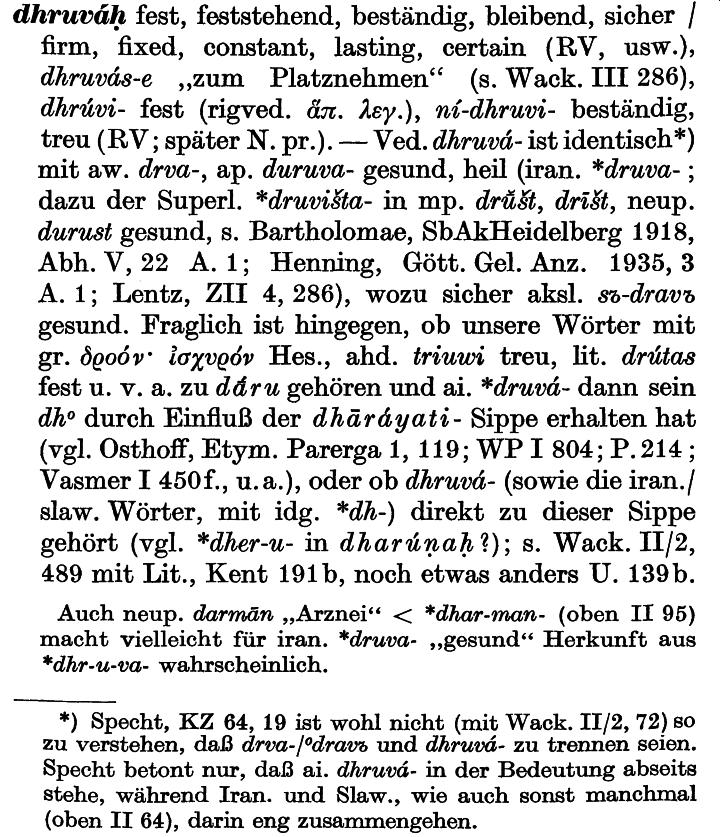 dhruváḥ fest, feststehend, beständig, bleibend, sicher /
firm, fixed, constant, lasting, certain (RV, usw.),
dhruvás-e „zum Platznehmen“ (s. Wack. III 286),
dhrúvi- fest (rigved. ἅπ. λεγ.), ní-dhruvi- beständig,
treu (RV; später N. pr.). — Ved. dhruvá- ist identisch*)
mit aw. drva-, ap. duruva- gesund, heil (iran. *druva- ;
dazu der Superl. *druvišta- in mp. drŭšt, drīšt, neup.
durust gesund, s. Bartholomae, SbAkHeidelberg 1918,
Abh. V, 22 A. 1; Henning, Gött. Gel. Anz. 1935, 3
A. 1; Lentz, ZII 4, 286), wozu sicher aksl. sъ-dravъ
gesund. Fraglich ist hingegen, ob unsere Wörter mit
gr. δροόν· ἰσχυρόν Hes., ahd. triuwi treu, lit. drútas
fest u. v. a. zu dā́ru gehören und ai. *druvá- dann sein
dh⁰ durch Einfluß der dhāráyati- Sippe erhalten hat
(vgl. Osthoff, Etym. Parerga 1, 119; WP I 804; P. 214 ;
Vasmer I 450f., u. a.), oder ob dhruvá- (sowie die iran./
slaw. Wörter, mit idg. *dh-) direkt zu dieser Sippe
gehört (vgl. *dher-u- in dharúṇaḥ?); s. Wack. II/2,
489 mit Lit., Kent 191b, noch etwas anders U. 139b.
Auch neup. darmān „Arznei“ < *dhar-man- (oben II 95)
macht vielleicht für iran. *druva- „gesund“ Herkunft aus
*dhr-u-va- wahrscheinlich.
*) Specht, KZ 64, 19 ist wohl nicht (mit Wack. II/2, 72) so
zu verstehen, daß drva-/⁰dravъ und dhruvá- zu trennen seien.
Specht betont nur, daß ai. dhruvá- in der Bedeutung abseits
stehe, während Iran. und Slaw., wie auch sonst manchmal
(oben II 64), darin eng zusammengehen.